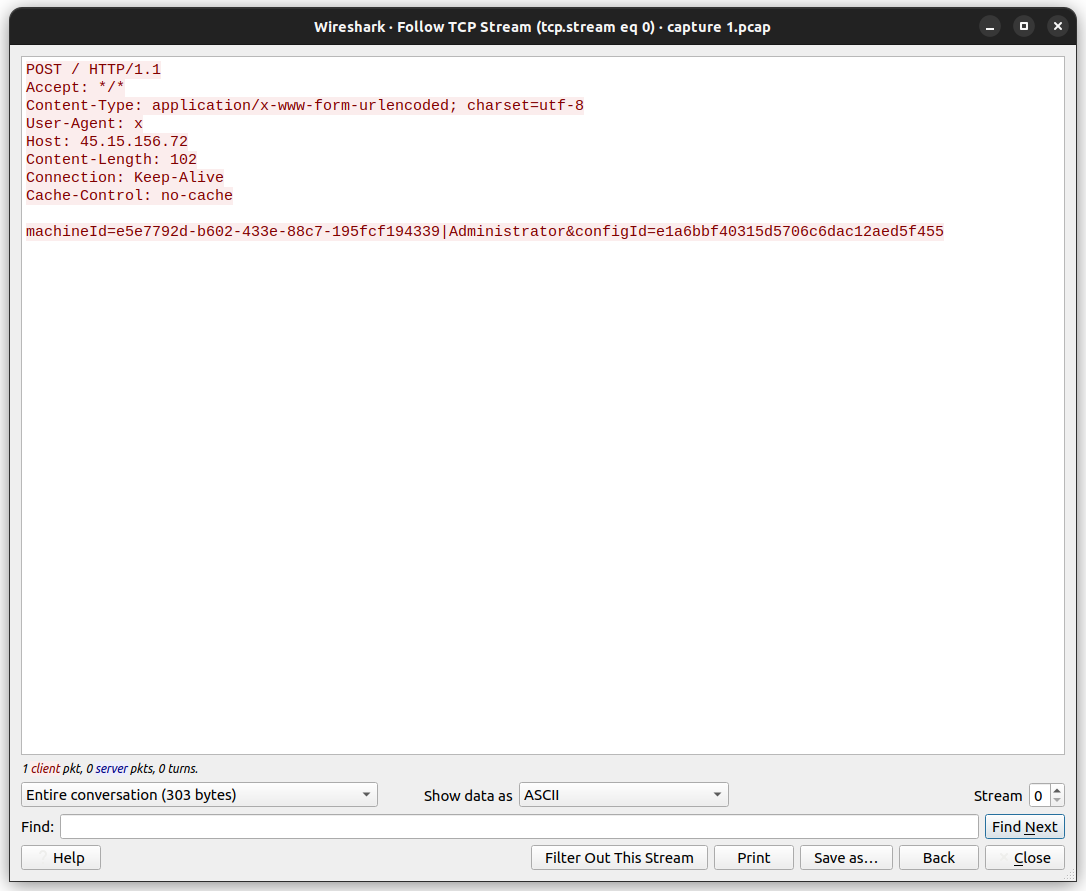 Wireshark · Follow TCP Stream (tcp.stream eq 0) · capture 1.pcap
POST / HTTP/1.1
Accept: */*
Content-Type: application/x-www-form-urlencoded; charset=utf-8
User-Agent: x
Host: 45.15.156.72
Content-Length: 102
Connection: Keep-Alive
Cache-Control: no-cache
machineId=e5e7792d-b602-433e-88c7-195fcf194339|Administrator&configId=e1a6bbf40315d5706c6dac12aed5f455
1 client pkt, 0 server pkts, 0 turns.
Entire conversation (303 bytes) Show data as ASCII Stream 0
Find: Find Next
Help Filter Out This Stream Print Save as… Back Close